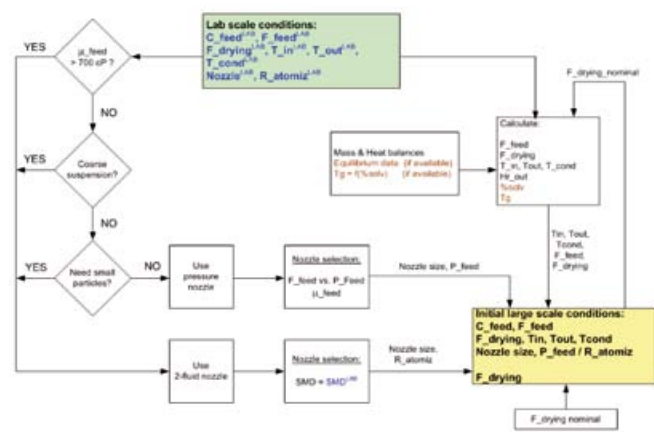 Lab scale conditions:
C_feed^LAB, F_feed^LAB
F_drying^LAB, T_in^LAB, T_out^LAB,
T_cond^LAB
Nozzle^LAB, R_atomiz^LAB
YES
µ_feed
> 700 cP ?
NO
YES
Coarse
suspension?
NO
YES
Need small
particles?
NO
Use
pressure
nozzle
Nozzle selection:
F_feed vs. P_Feed
µ_feed
Nozzle size, P_feed
Use
2-fluid nozzle
Nozzle selection:
SMD = SMD^LAB
Nozzle size,
R_atomiz
F_drying_nominal
Mass & Heat balances
Equilibrium data (if available)
Tg = f(%solv) (if available)
Calculate:
F_feed
F_drying
T_in, Tout, T_cond
Hr_out
%solv
Tg
Tin, Tout,
Tcond,
F_feed,
F_drying
Initial large scale conditions:
C_feed, F_feed
F_drying, Tin, Tout, Tcond
Nozzle size, P_feed / R_atomiz
F_drying
F_drying nominal